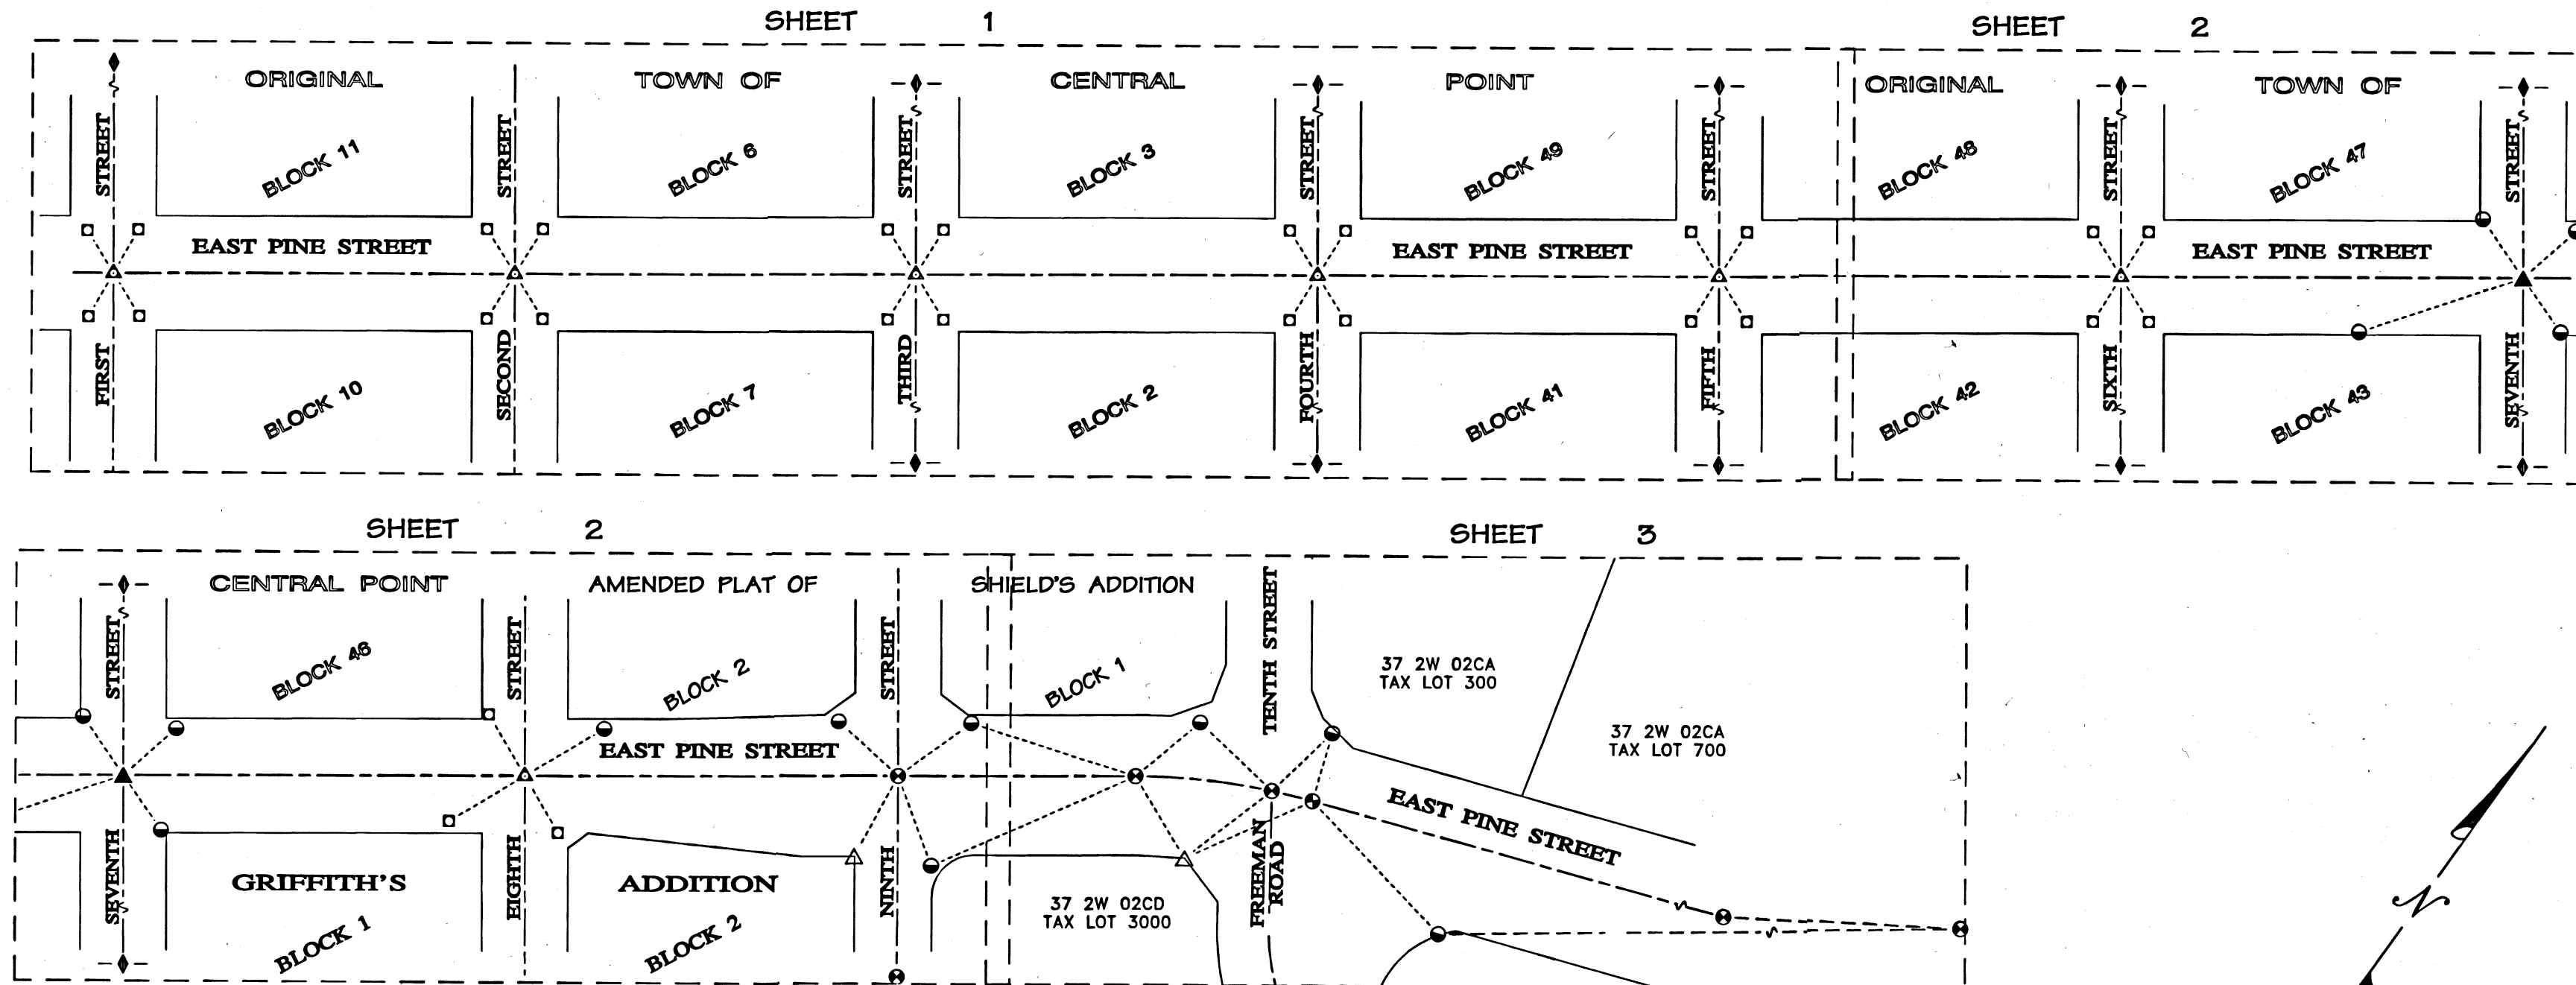 SHEET 1
SHEET 2
ORIGINAL TOWN OF CENTRAL POINT
ORIGINAL TOWN OF
STREET
STREET
STREET
STREET
STREET
STREET
STREET
BLOCK 11
BLOCK 6
BLOCK 3
BLOCK 49
BLOCK 48
BLOCK 47
EAST PINE STREET
EAST PINE STREET
EAST PINE STREET
FIRST
SECOND
THIRD
FOURTH
FIFTH
SIXTH
SEVENTH
BLOCK 10
BLOCK 7
BLOCK 2
BLOCK 41
BLOCK 42
BLOCK 43
SHEET 2
SHEET 3
CENTRAL POINT
AMENDED PLAT OF SHIELD'S ADDITION
STREET
STREET
STREET
TENTH STREET
BLOCK 46
BLOCK 2
BLOCK 1
37 2W 02CA
TAX LOT 300
37 2W 02CA
TAX LOT 700
EAST PINE STREET
EAST PINE STREET
SEVENTH
EIGHTH
NINTH
FREEMAN
ROAD
GRIFFITH'S ADDITION
BLOCK 1
BLOCK 2
37 2W 02CD
TAX LOT 3000
N